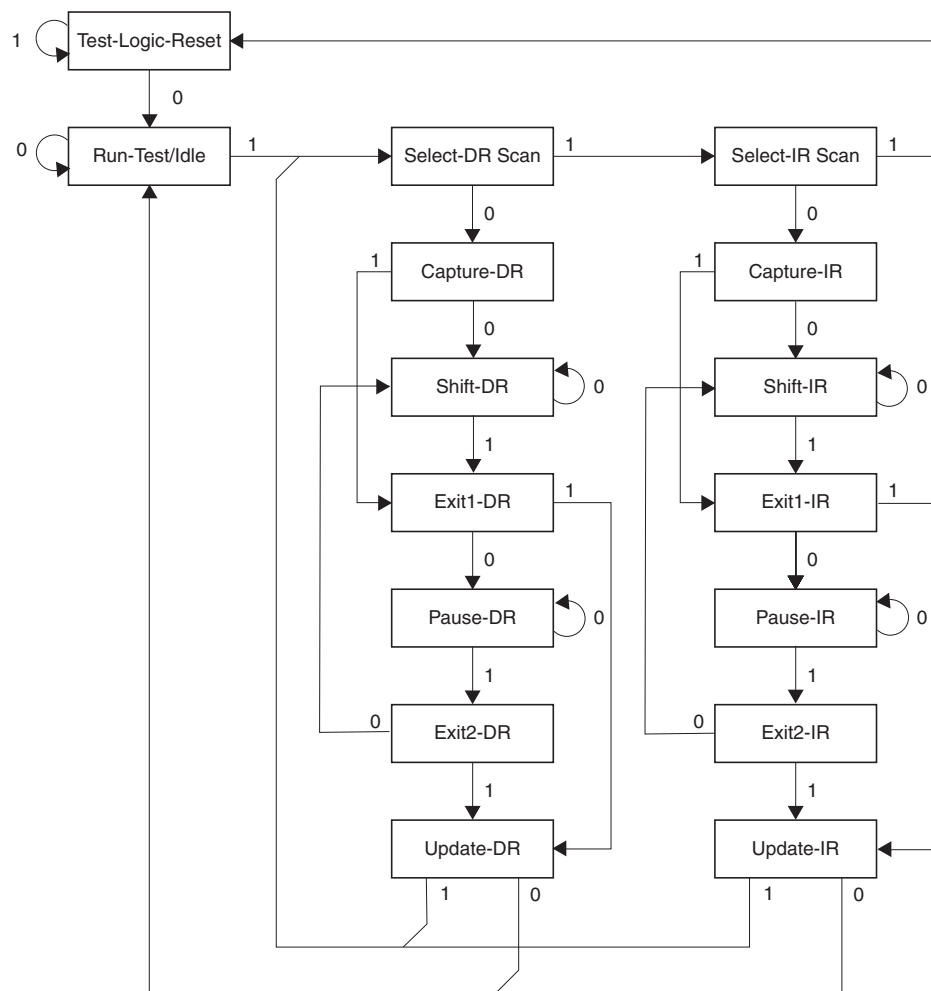 Test-Logic-Reset
1
0
Run-Test/Idle
0
1
Select-DR Scan
1
Select-IR Scan
1
0
0
Capture-DR
1
Capture-IR
1
0
0
Shift-DR
0
Shift-IR
0
1
1
Exit1-DR
1
Exit1-IR
1
0
0
Pause-DR
0
Pause-IR
0
1
1
Exit2-DR
0
Exit2-IR
0
1
1
Update-DR
Update-IR
1
0
1
0